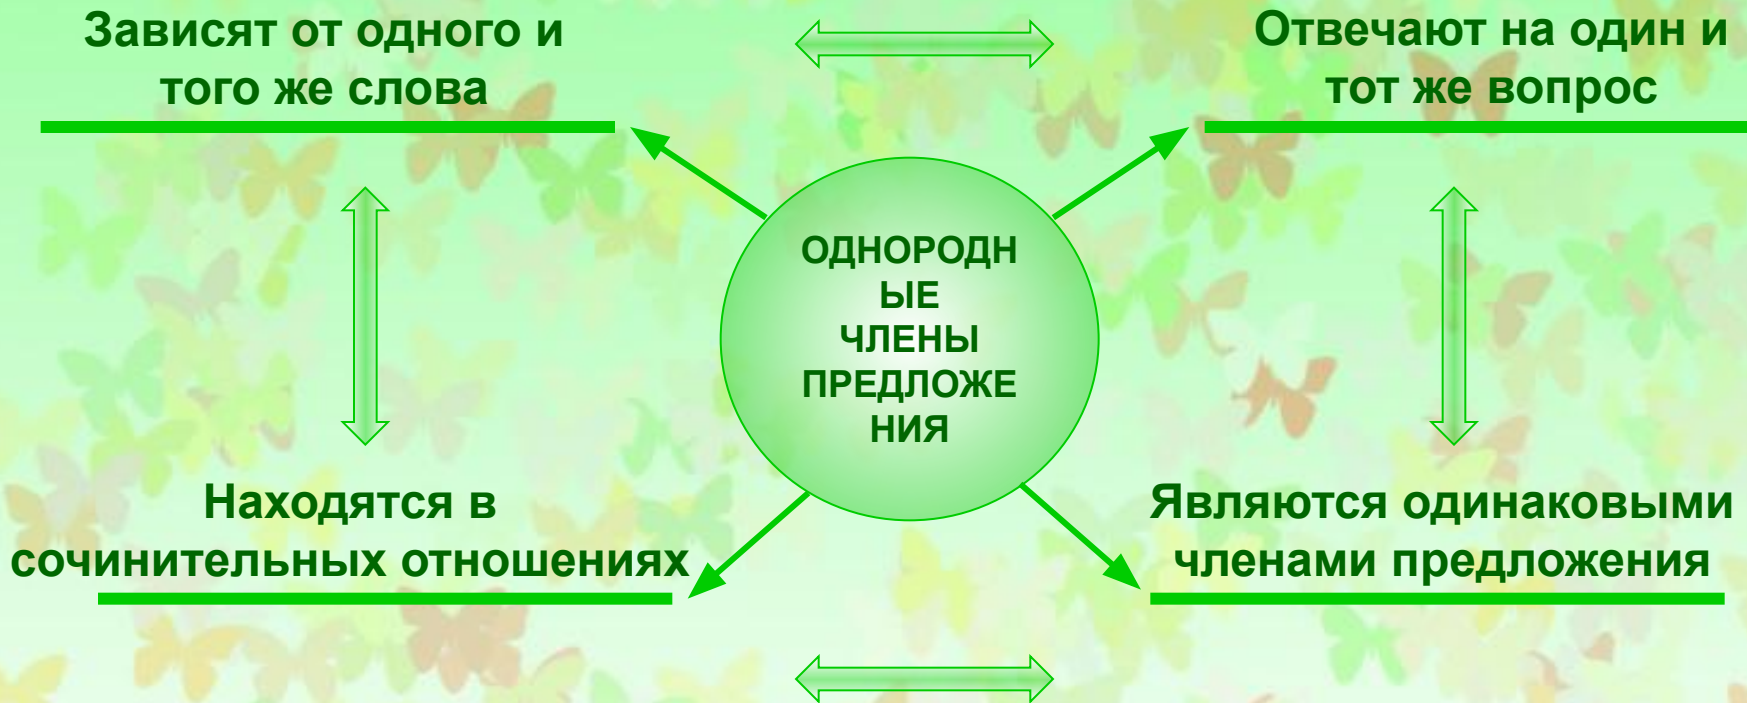 Зависят от одного и
того же слова
Отвечают на один и
тот же вопрос
ОДНОРОДН
ЫЕ
ЧЛЕНЫ
ПРЕДЛОЖЕ
НИЯ
Находятся в
сочинительных отношениях
Являются одинаковыми
членами предложения